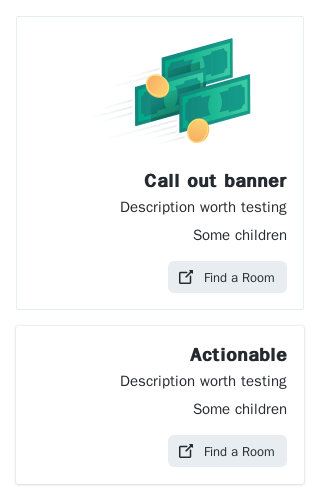 Call out banner
Description worth testing
Some children
Find a Room
Actionable
Description worth testing
Some children
Find a Room